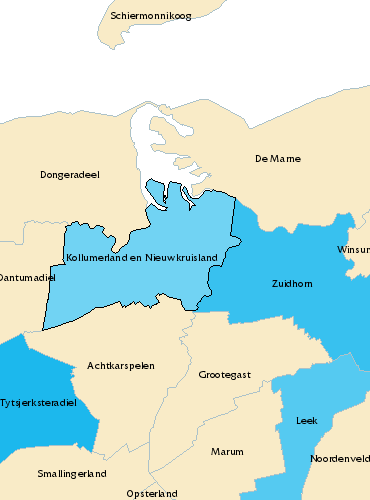 Schiermonnikoog
De Marne
Dongeradeel
Kollumerland en Nieuwkruisland
Winsum
Dantumadiel
Zuidhorn
Achtkarspelen
Grootegast
Tytsjerksteradiel
Leek
Marum
Noordenveld
Smallingerland
Opsterland